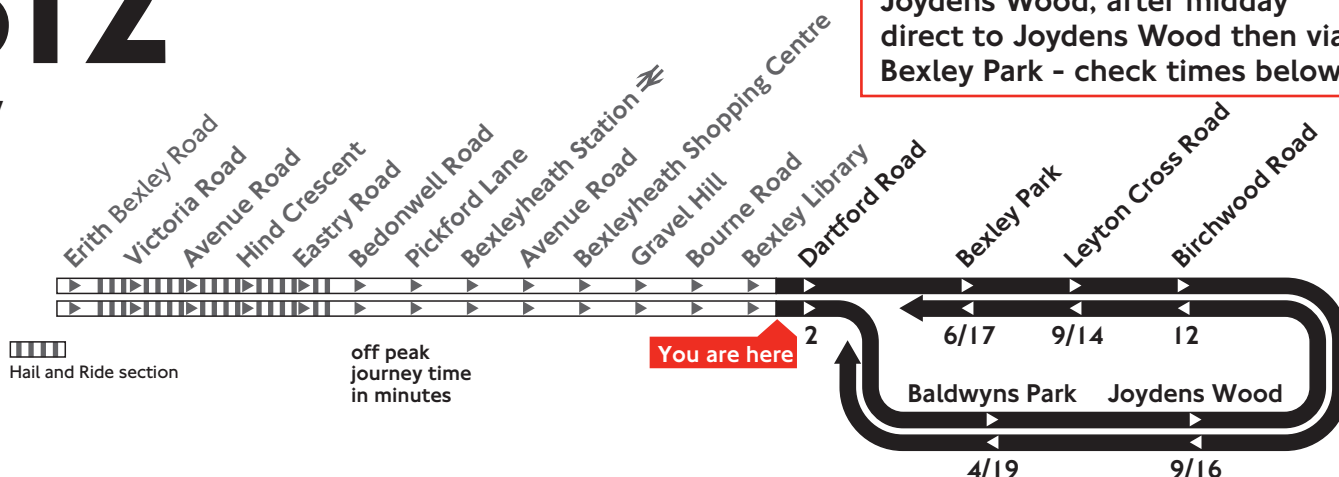 Joydens Wood, after midday
direct to Joydens Wood then via
Bexley Park - check times below
Erith Bexley Road
Victoria Road
Avenue Road
Hind Crescent
Eastry Road
Bedonwell Road
Pickford Lane
Bexleyheath Station
Avenue Road
Bexleyheath Shopping Centre
Gravel Hill
Bourne Road
Bexley Library
Dartford Road
Bexley Park
Leyton Cross Road
Birchwood Road
2
6/17
9/14
12
You are here
Hail and Ride section
off peak
journey time
in minutes
Baldwyns Park
Joydens Wood
4/19
9/16